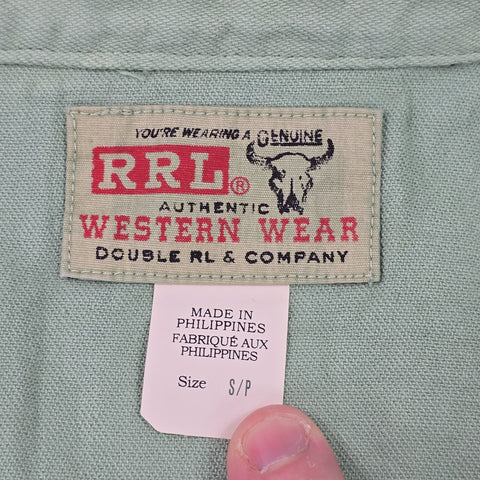 YOU'RE WEARING A GENUINE
RRL®
AUTHENTIC
WESTERN WEAR
DOUBLE RL & COMPANY
MADE IN
PHILIPPINES
FABRIQUÉ AUX
PHILIPPINES
Size S/P